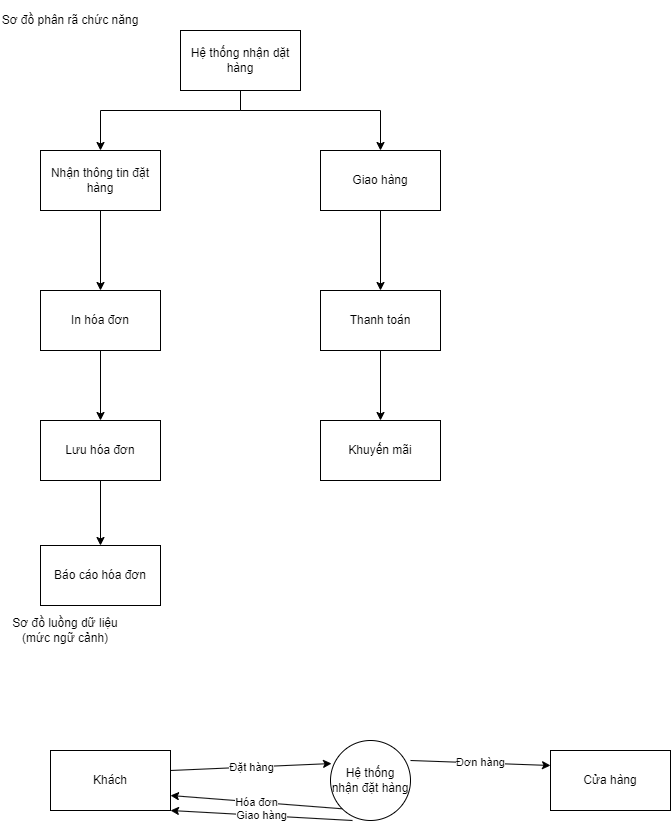 Sơ đồ phân rã chức năng
Hệ thống nhận dặt
hàng
Nhận thông tin đặt
hàng
Giao hàng
In hóa đơn
Thanh toán
Lưu hóa đơn
Khuyến mãi
Báo cáo hóa đơn
Sơ đồ luồng dữ liệu
(mức ngữ cảnh)
Khách
Đặt hàng
Hệ thống
nhận đặt hàng
Đơn hàng
Cửa hàng
Hóa đơn
Giao hàng